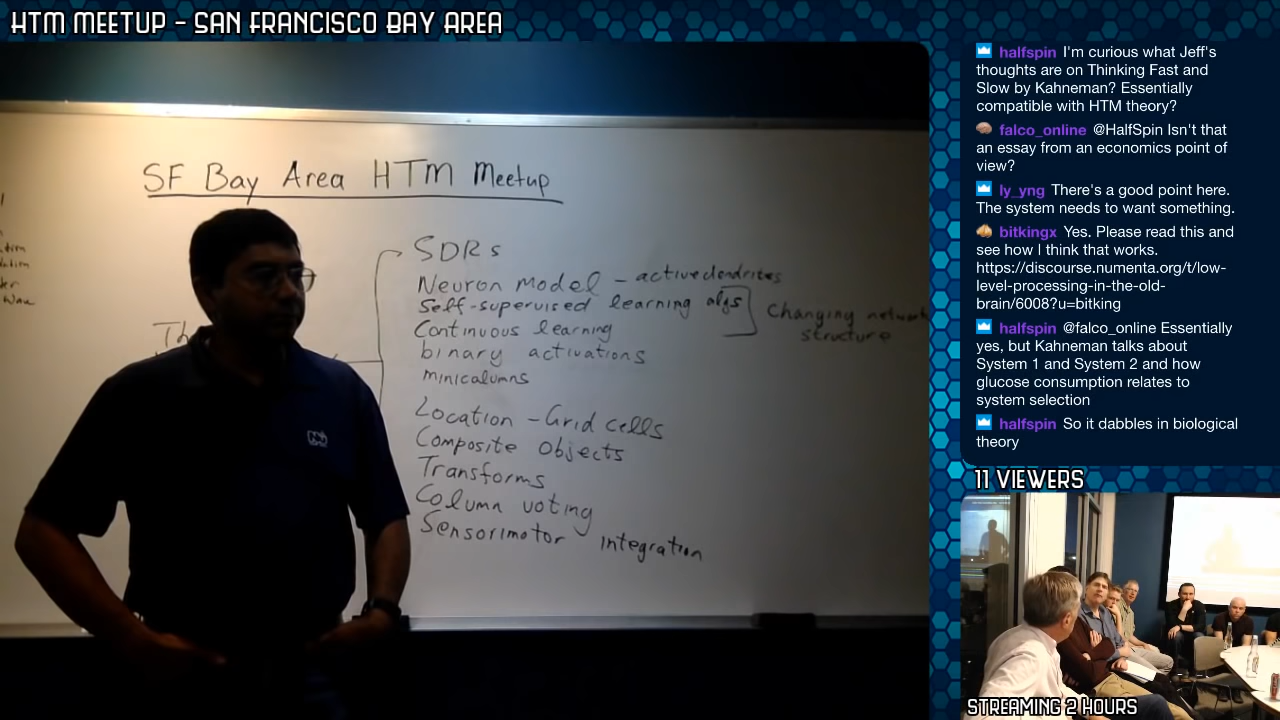 HTM MEETUP - SAN FRANCISCO BAY AREA
SF Bay Area HTM Meetup
SDRs
Neuron model - active dendrites
Self-supervised learning algs
Continuous learning
Changing network
structure
binary activations
minicalumns
Th
Location - Grid cells
Composite Objects
Transforms
Column voting
Sensorimotor integration
halfspin I'm curious what Jeff's
thoughts are on Thinking Fast and
Slow by Kahneman? Essentially
compatible with HTM theory?
falco_online @HalfSpin Isn't that
an essay from an economics point of
view?
ly_yng There's a good point here.
The system needs to want something.
bitkingx Yes. Please read this and
see how I think that works.
https://discourse.numenta.org/t/low-
level-processing-in-the-old-
brain/6008?u=bitking
halfspin @falco_online Essentially
yes, but Kahneman talks about
System 1 and System 2 and how
glucose consumption relates to
system selection
halfspin So it dabbles in biological
theory
11 VIEWERS
STREAMING 2 HOURS